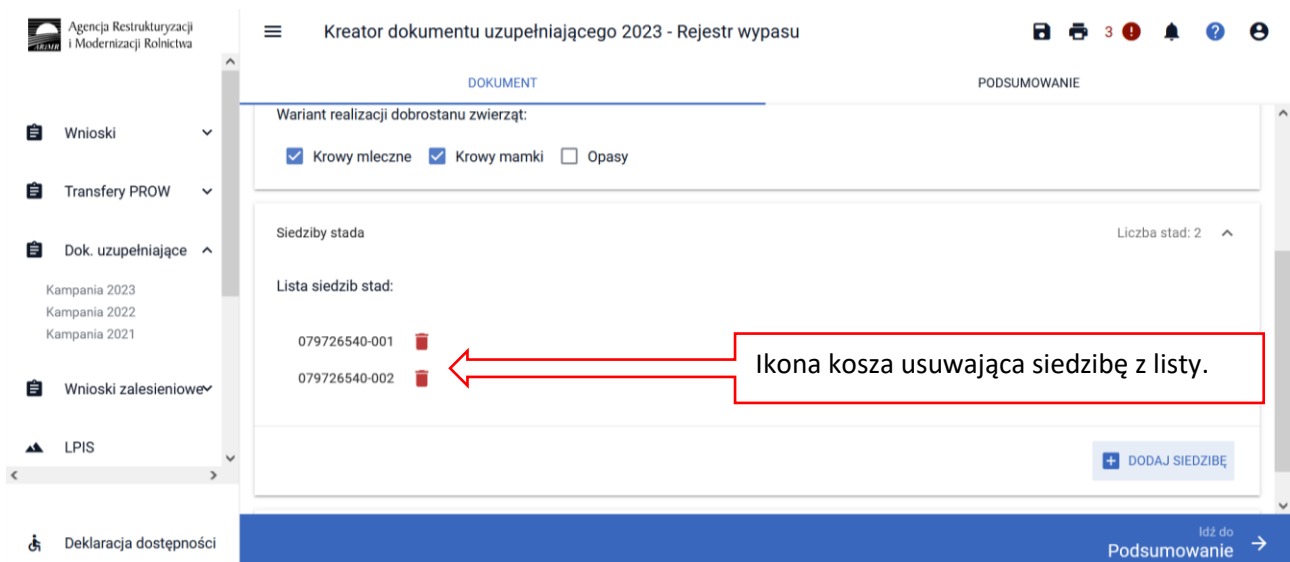 Agencja Restrukturyzacji
i Modernizacji Rolnictwa
ARiMR
Kreator dokumentu uzupełniającego 2023 - Rejestr wypasu
3
DOKUMENT
PODSUMOWANIE
Wnioski
Transfery PROW
Dok. uzupełniające
Kampania 2023
Kampania 2022
Kampania 2021
Wnioski zalesieniowe
LPIS
Deklaracja dostępności
Wariant realizacji dobrostanu zwierząt:
Krowy mleczne Krowy mamki Opasy
Siedziby stada
Liczba stad: 2
Lista siedzib stad:
079726540-001
079726540-002
Ikona kosza usuwająca siedzibę z listy.
DODAJ SIEDZIBĘ
Idź do
Podsumowanie